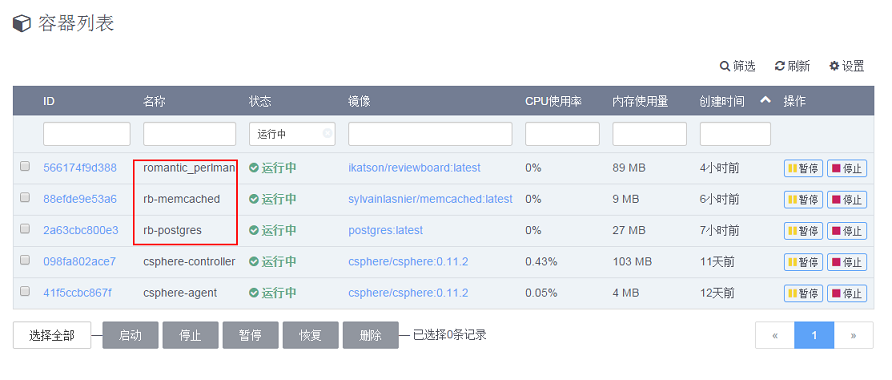 容器列表
筛选 刷新 设置
ID 名称 状态 镜像 CPU使用率 内存使用量 创建时间 操作
运行中
566174f9d388 romantic_perlman 运行中 ikatson/reviewboard:latest 0% 89 MB 4小时前 暂停 停止
88efde9e53a6 rb-memcached 运行中 sylvainlasnier/memcached:latest 0% 9 MB 6小时前 暂停 停止
2a63cbc800e3 rb-postgres 运行中 postgres:latest 0% 27 MB 7小时前 暂停 停止
098fa802ace7 csphere-controller 运行中 csphere/csphere:0.11.2 0.43% 103 MB 11天前 暂停 停止
41f5ccbc867f csphere-agent 运行中 csphere/csphere:0.11.2 0.05% 4 MB 12天前 暂停 停止
选择全部 启动 停止 暂停 恢复 删除 已选择0条记录 « 1 »